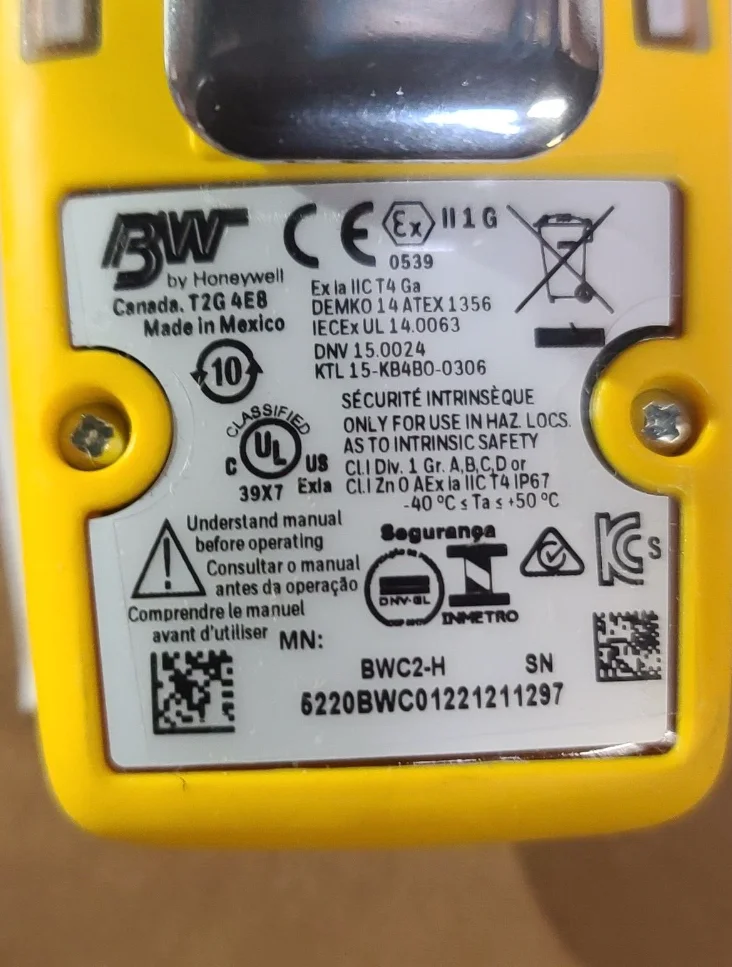 BW
by Honeywell
Canada. T2G 4E8
Made in Mexico
CE
0539
Ex II 1 G
Ex ia IIC T4 Ga
DEMKO 14 ATEX 1356
IECEx UL 14.0063
DNV 15.0024
KTL 15-KB4BO-0306
10
CLASSIFIED
C UL US
39X7 Exia
SÉCURITÉ INTRINSÈQUE
ONLY FOR USE IN HAZ. LOCS.
AS TO INTRINSIC SAFETY
Cl.I Div. 1 Gr. A,B,C,D or
Cl.I Zn 0 AEx ia IIC T4 IP67
-40 °C ≤ Ta ≤ +50 °C
Understand manual
before operating
Consultar o manual
antes da operação
Comprendre le manuel
avant d'utiliser
Segurança
DNV·GL
INMETRO
KC S
MN:
BWC2-H
SN
5220BWC01221211297